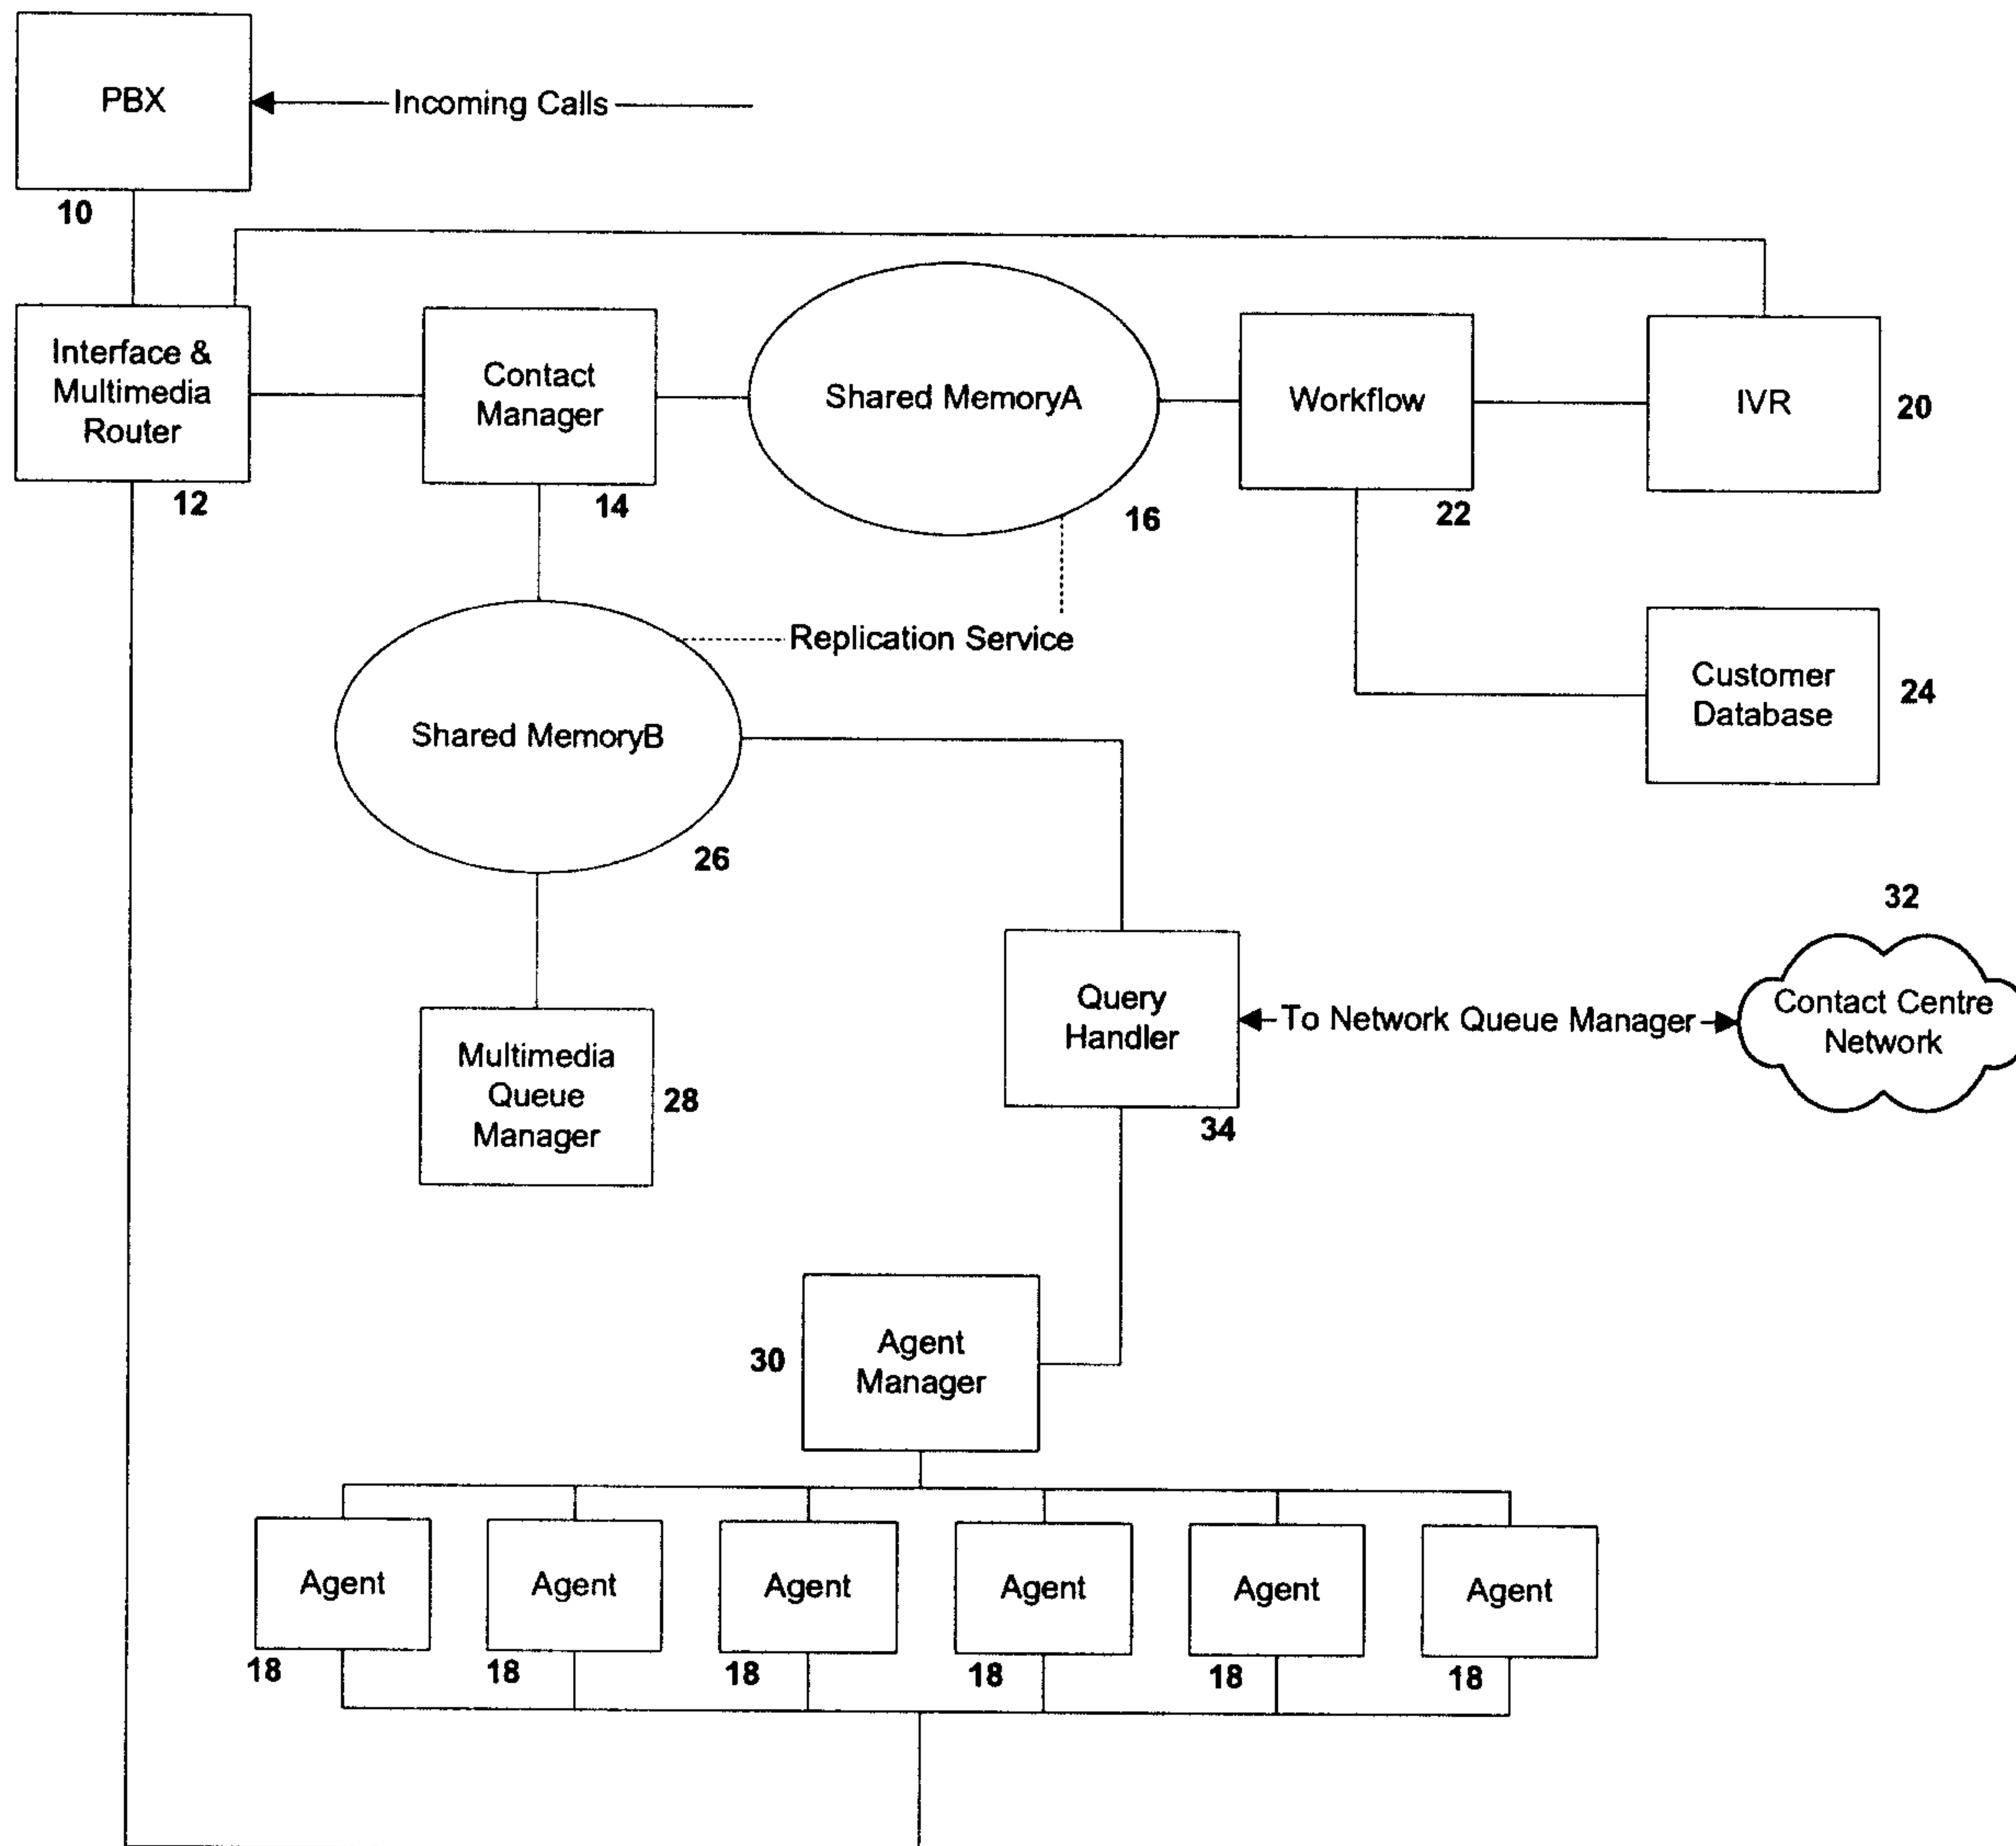 PBX
Incoming Calls
10
Interface &
Multimedia
Router
12
Contact
Manager
14
Shared MemoryA
16
Workflow
22
IVR
20
Replication Service
Customer
Database
24
Shared MemoryB
26
32
Contact Centre
Network
To Network Queue Manager
Query
Handler
34
Multimedia
Queue
Manager
28
30
Agent
Manager
Agent
Agent
Agent
Agent
Agent
Agent
18
18
18
18
18
18